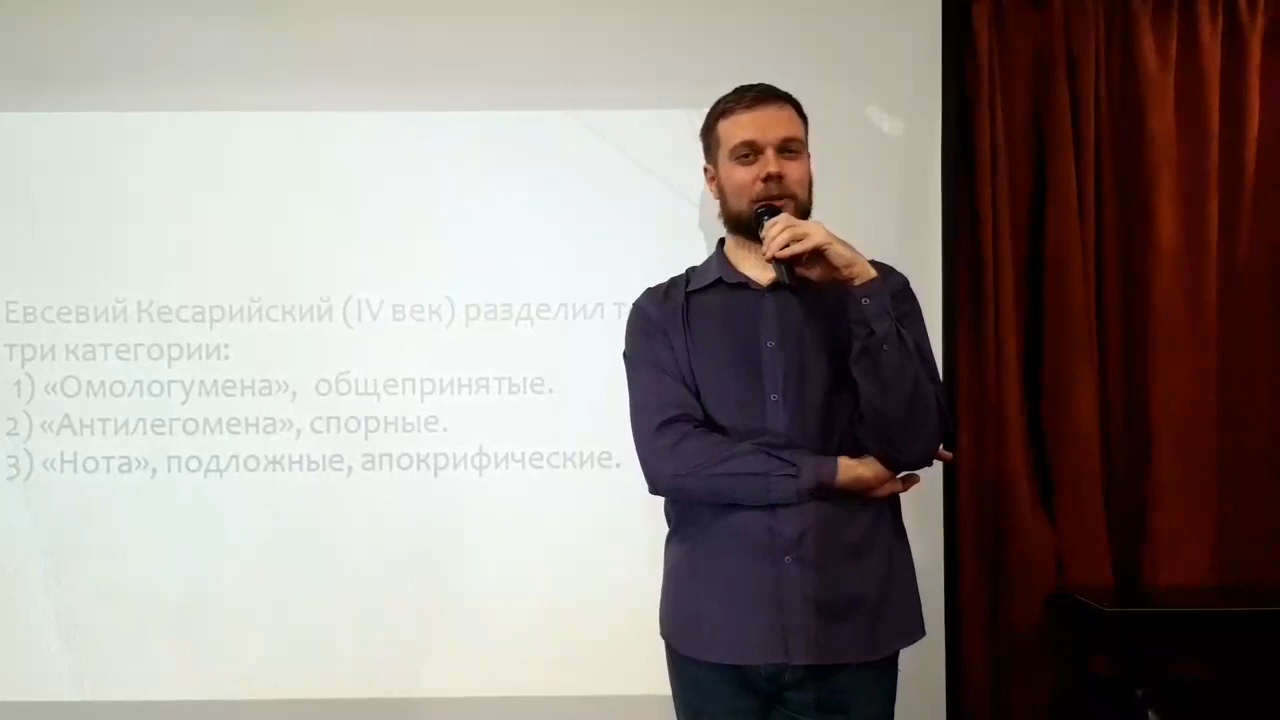 Евсевий Кесарийский (IV век) разделил
три категории:
1) «Омологумена», общепринятые.
2) «Антилегомена», спорные.
3) «Нота», подложные, апокрифические.